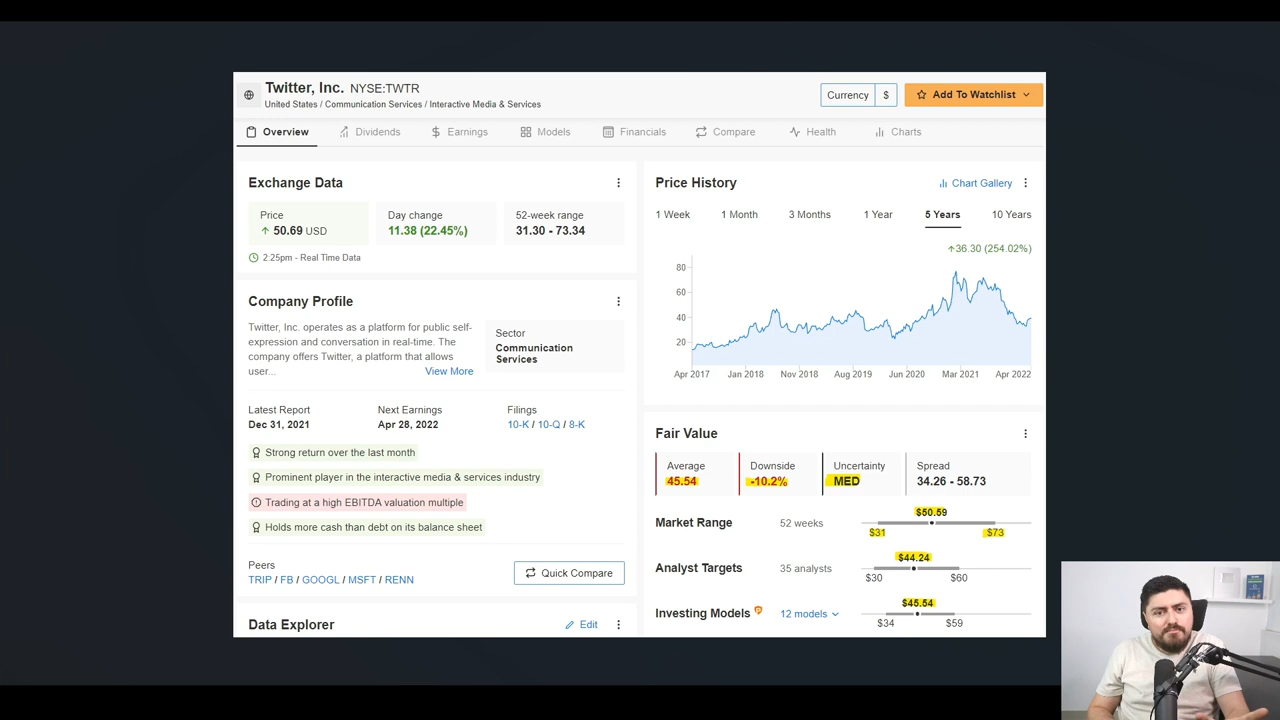 Twitter, Inc. NYSE:TWTR
United States / Communication Services / Interactive Media & Services
Currency $
Add To Watchlist
Overview Dividends Earnings Models Financials Compare Health Charts
Exchange Data
Price
50.69 USD
Day change
11.38 (22.45%)
52-week range
31.30 - 73.34
2:25pm - Real Time Data
Company Profile
Twitter, Inc. operates as a platform for public self-
expression and conversation in real-time. The
company offers Twitter, a platform that allows
user...
View More
Sector
Communication
Services
Latest Report
Dec 31, 2021
Next Earnings
Apr 28, 2022
Filings
10-K / 10-Q / 8-K
Strong return over the last month
Prominent player in the interactive media & services industry
Trading at a high EBITDA valuation multiple
Holds more cash than debt on its balance sheet
Peers
TRIP / FB / GOOGL / MSFT / RENN
Quick Compare
Data Explorer
Edit
Price History
Chart Gallery
1 Week 1 Month 3 Months 1 Year 5 Years 10 Years
↑36.30 (254.02%)
80
60
40
20
Apr 2017 Jan 2018 Nov 2018 Aug 2019 Jun 2020 Mar 2021 Apr 2022
Fair Value
Average
45.54
Downside
-10.2%
Uncertainty
MED
Spread
34.26 - 58.73
Market Range 52 weeks
$50.59
$31 $73
Analyst Targets 35 analysts
$44.24
$30 $60
Investing Models 12 models
$45.54
$34 $59